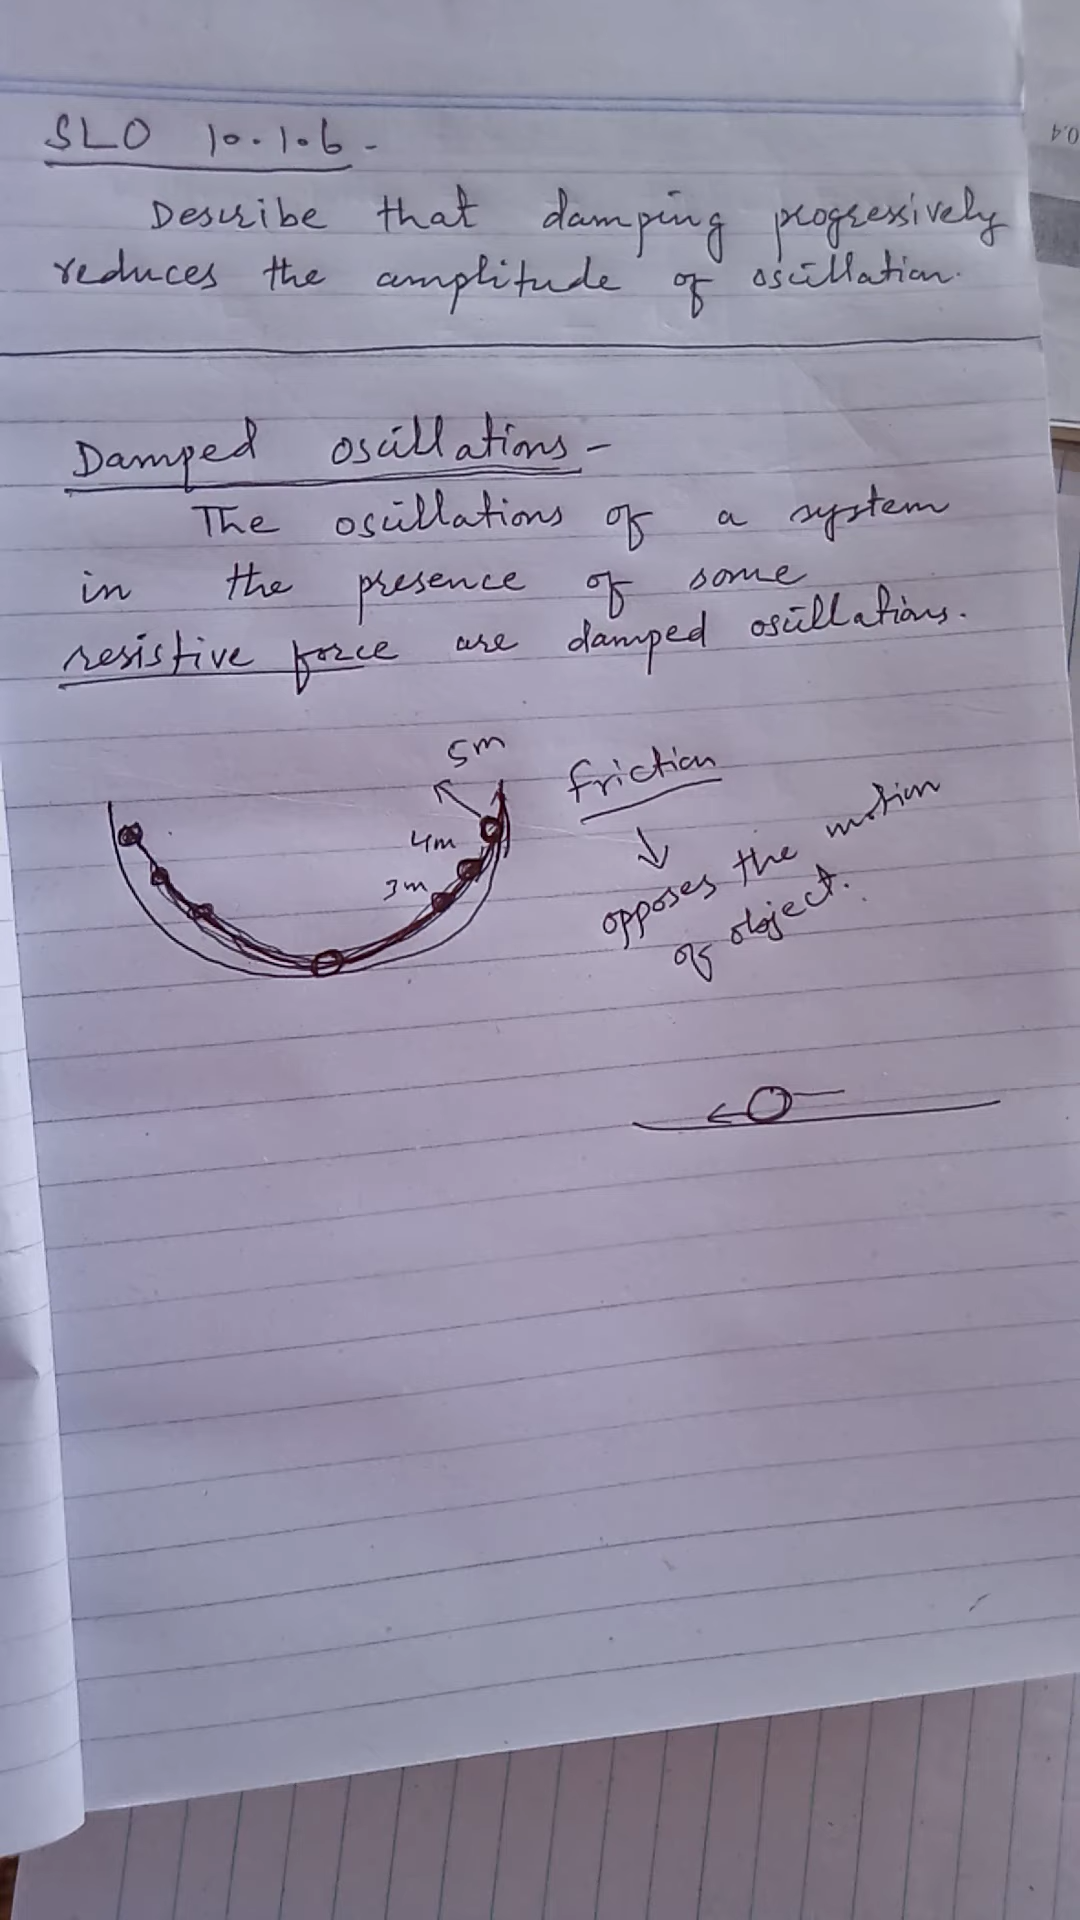 SLO 10.1.6-
Describe that damping progressively
reduces the amplitude of oscillation.
Damped oscillations-
The oscillations of a system
in the presence of some
resistive force are damped oscillations.
5m
4m
3m
friction
↓
opposes the motion
of object.
0.4